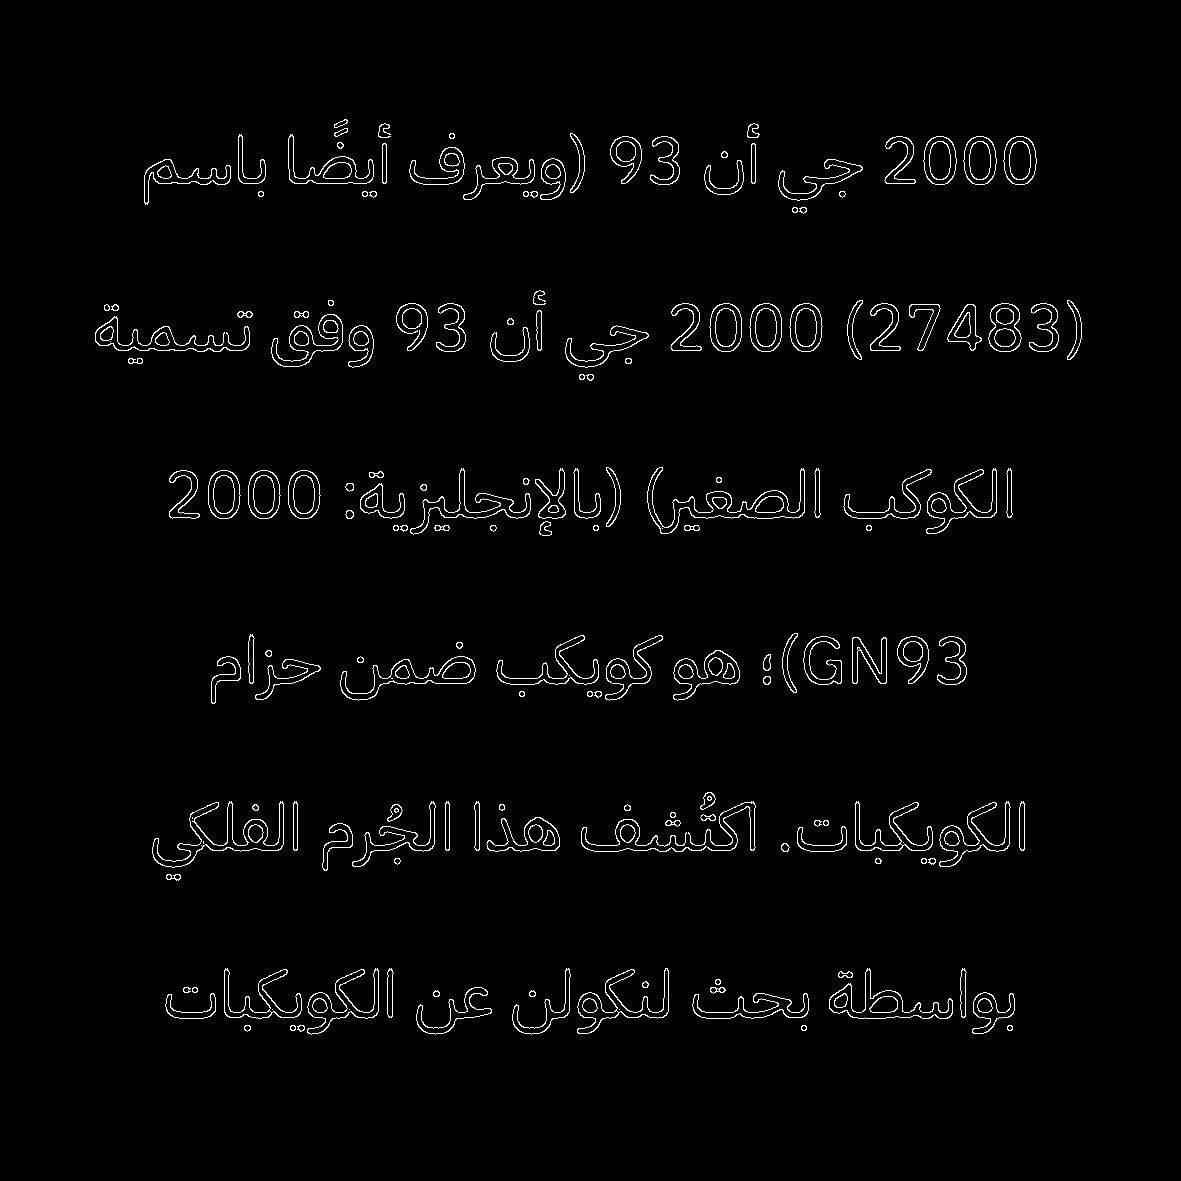 2000 جي أن 93 (ويعرف أيضًا باسم
(27483) 2000 جي أن 93 وفق تسمية
الكوكب الصغير) (بالإنجليزية: 2000
GN93)؛ هو كويكب ضمن حزام
الكويكبات. اكتُشف هذا الجُرم الفلكي
بواسطة بحث لنكولن عن الكويكبات